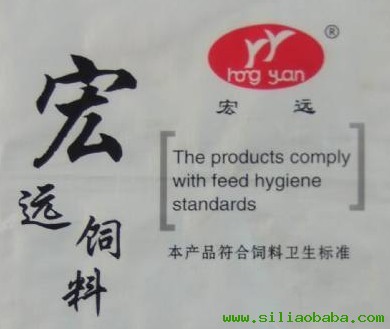 宏远饲料
hong yuan
®
宏 远
The products comply
with feed hygiene
standards
本产品符合饲料卫生标准
www.siliaobaba.com